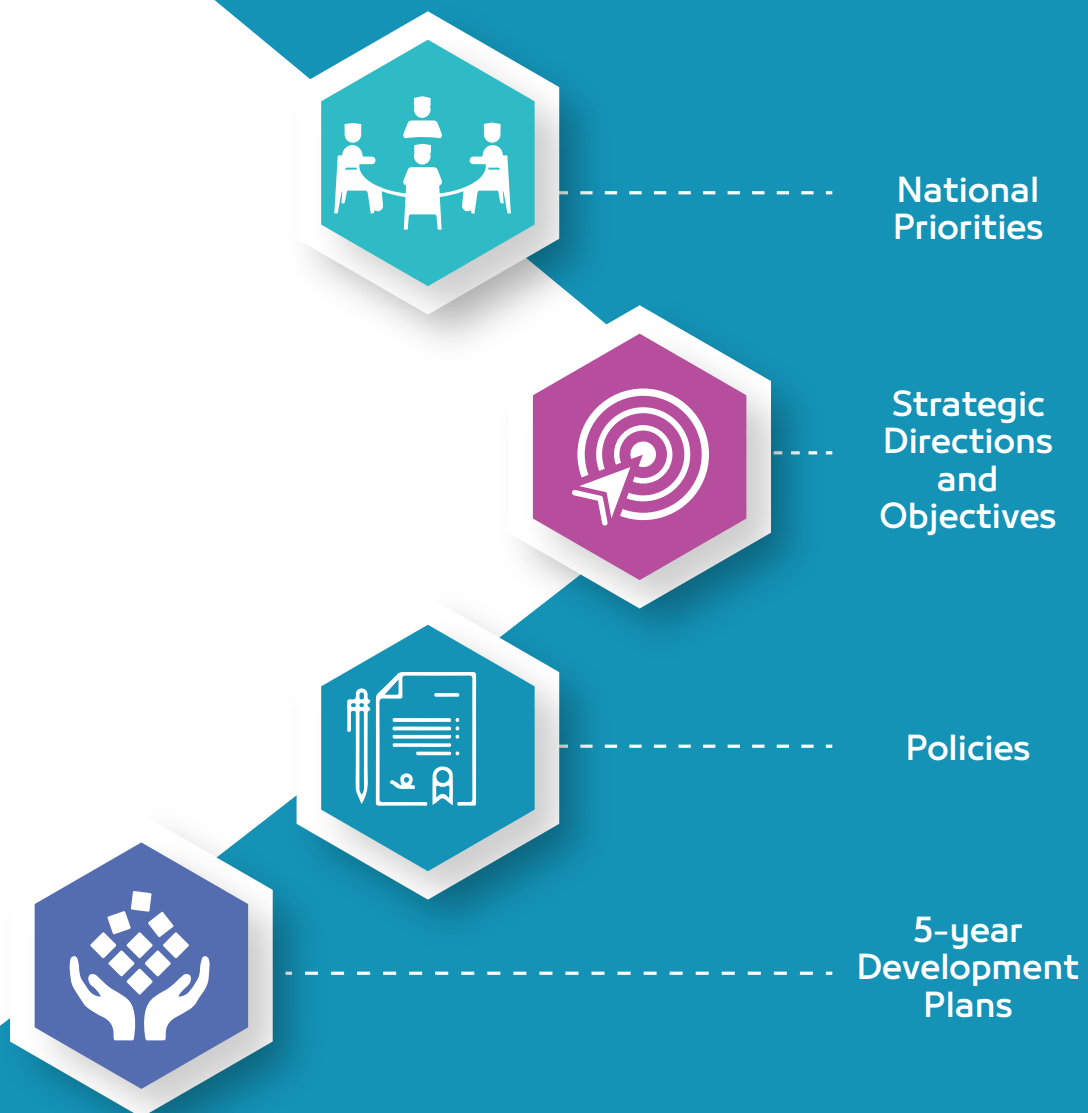 National
Priorities
Strategic
Directions
and
Objectives
Policies
5-year
Development
Plans